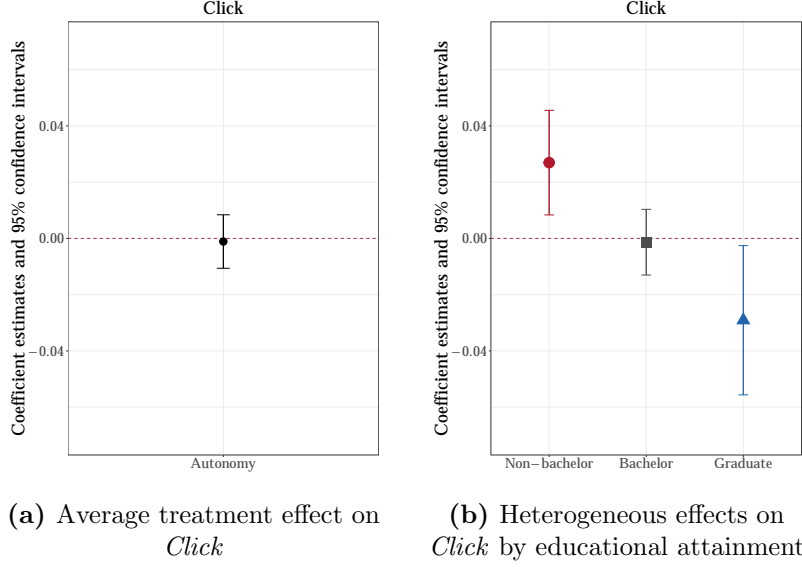 Click
Coefficient estimates and 95% confidence intervals
0.04
0.00
−0.04
Autonomy
(a) Average treatment effect on
Click
Click
Coefficient estimates and 95% confidence intervals
0.04
0.00
−0.04
Non−bachelor Bachelor Graduate
(b) Heterogeneous effects on
Click by educational attainment